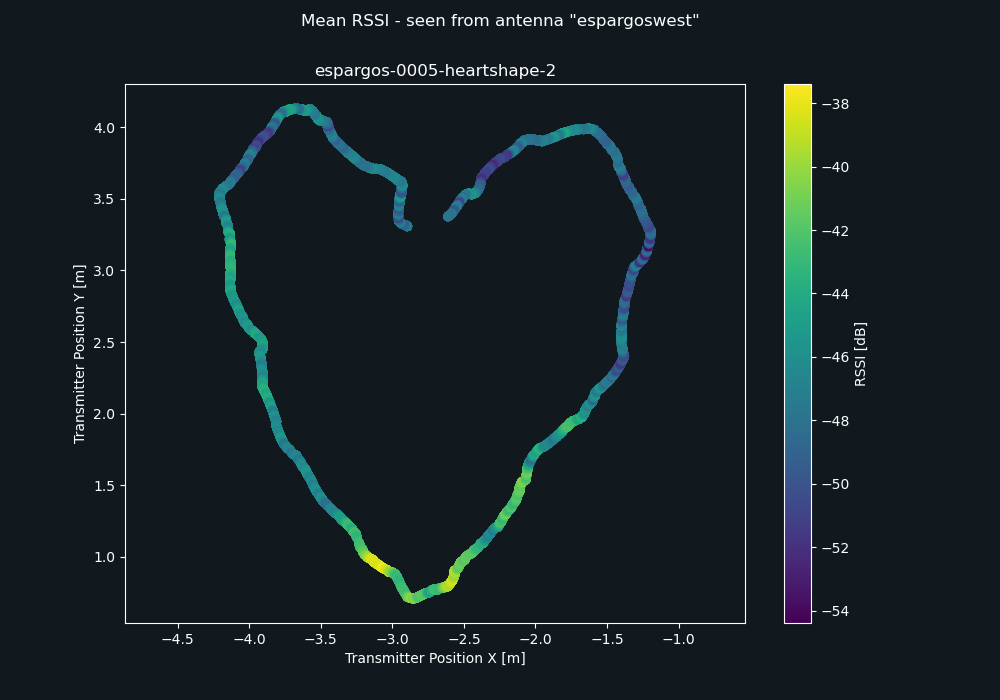 Mean RSSI - seen from antenna "espargoswest"
espargos-0005-heartshape-2
Transmitter Position Y [m]
4.0
3.5
3.0
2.5
2.0
1.5
1.0
−4.5 −4.0 −3.5 −3.0 −2.5 −2.0 −1.5 −1.0
Transmitter Position X [m]
−38
−40
−42
−44
−46
−48
−50
−52
−54
RSSI [dB]